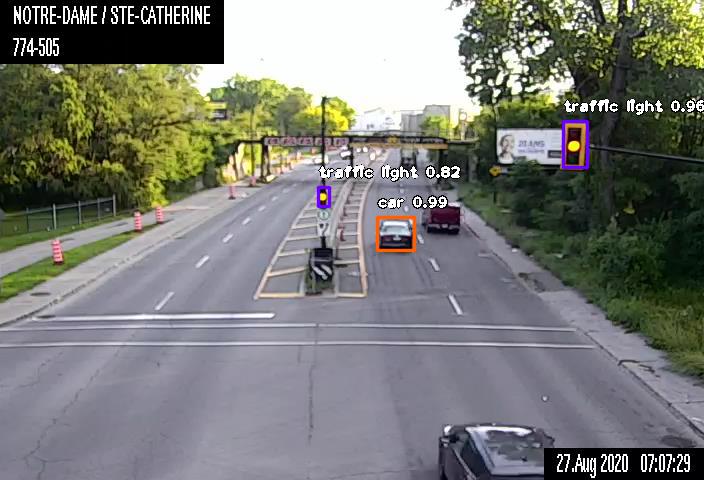 NOTRE-DAME / STE-CATHERINE
774-505
traffic light 0.96
traffic light 0.82
car 0.99
27.Aug 2020 07:07:29